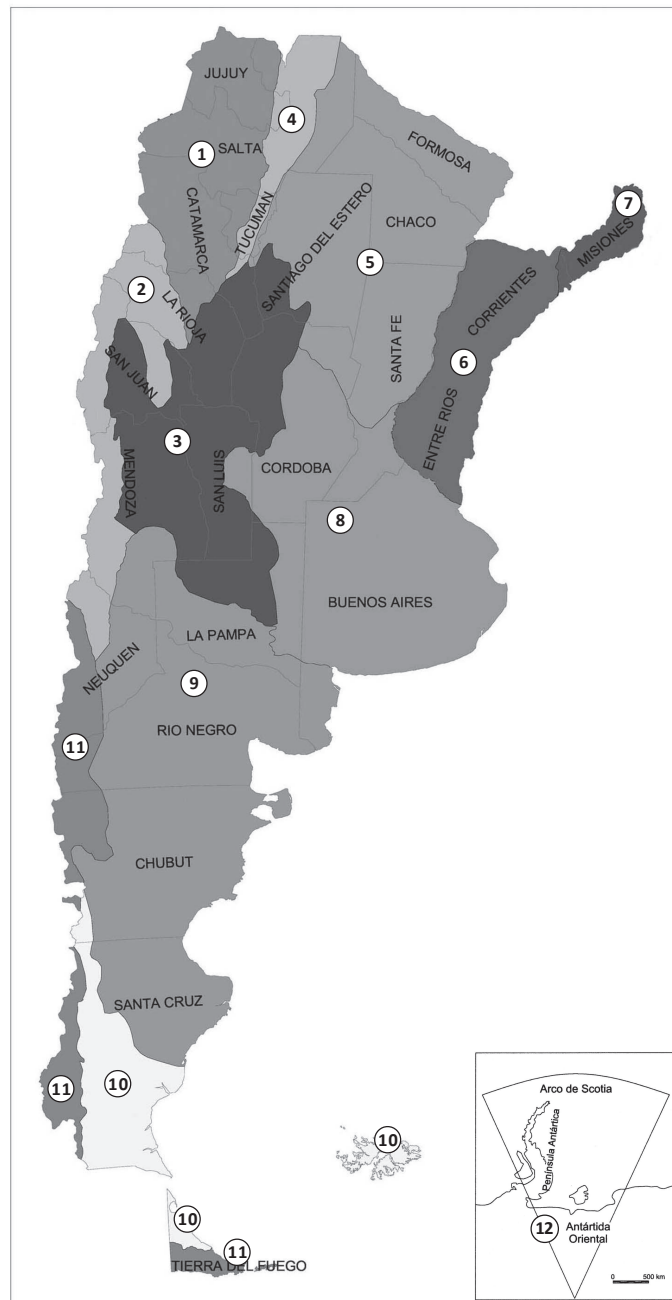 JUJUY
4
FORMOSA
1
SALTA
TUCUMAN
SANTIAGO DEL ESTERO
CHACO
7
MISIONES
CATAMARCA
5
2
LA RIOJA
CORRIENTES
SANTA FE
6
SAN JUAN
ENTRE RIOS
3
MENDOZA
SAN LUIS
CORDOBA
8
BUENOS AIRES
LA PAMPA
NEUQUEN
9
RIO NEGRO
11
CHUBUT
SANTA CRUZ
11
10
10
10
11
TIERRA DEL FUEGO
Arco de Scotia
Península Antártica
12
Antártida
Oriental
0 500 km